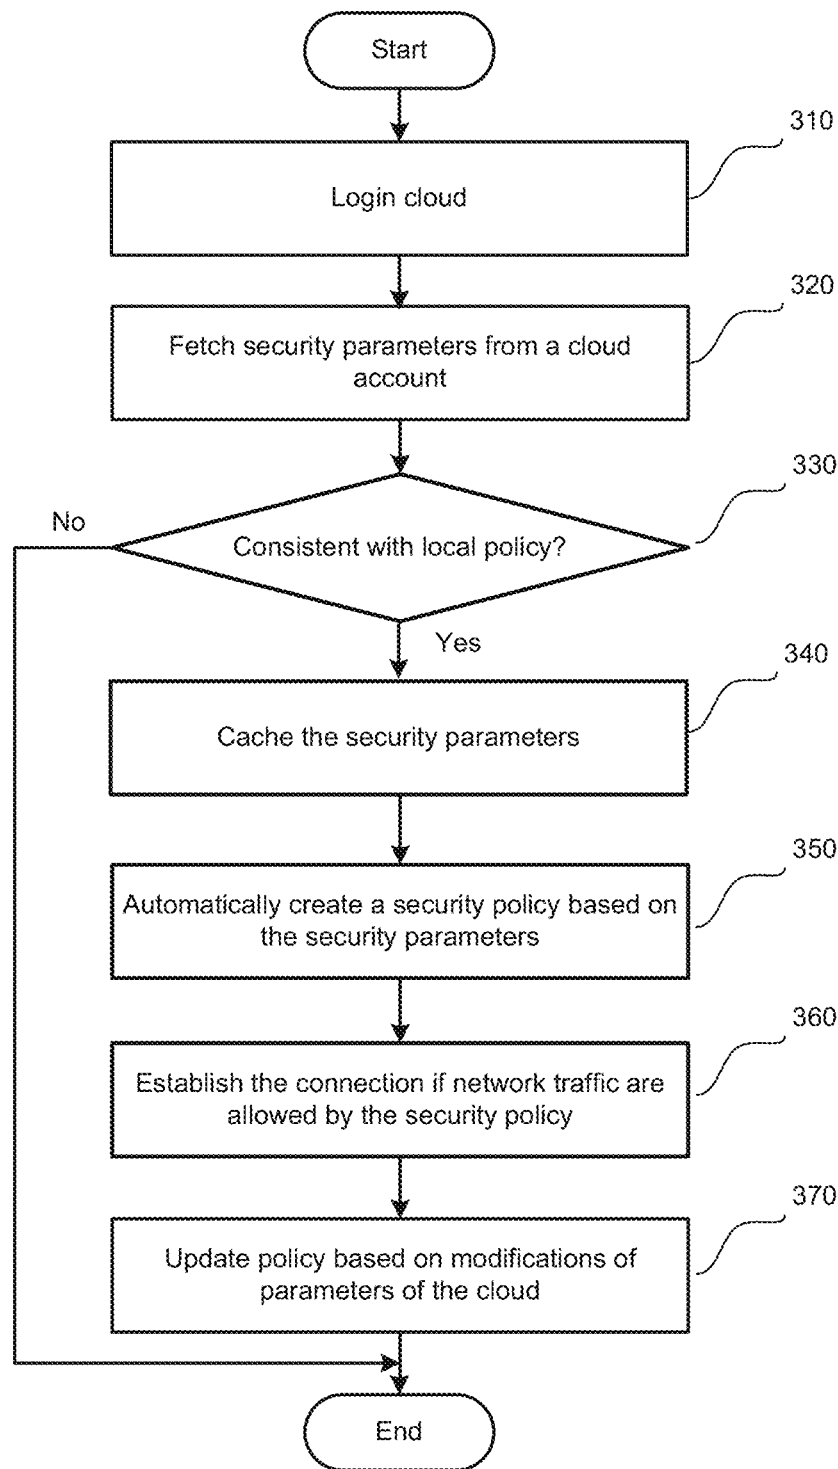 Start
310
Login cloud
320
Fetch security parameters from a cloud
account
330
No
Consistent with local policy?
Yes
340
Cache the security parameters
350
Automatically create a security policy based on
the security parameters
360
Establish the connection if network traffic are
allowed by the security policy
370
Update policy based on modifications of
parameters of the cloud
End